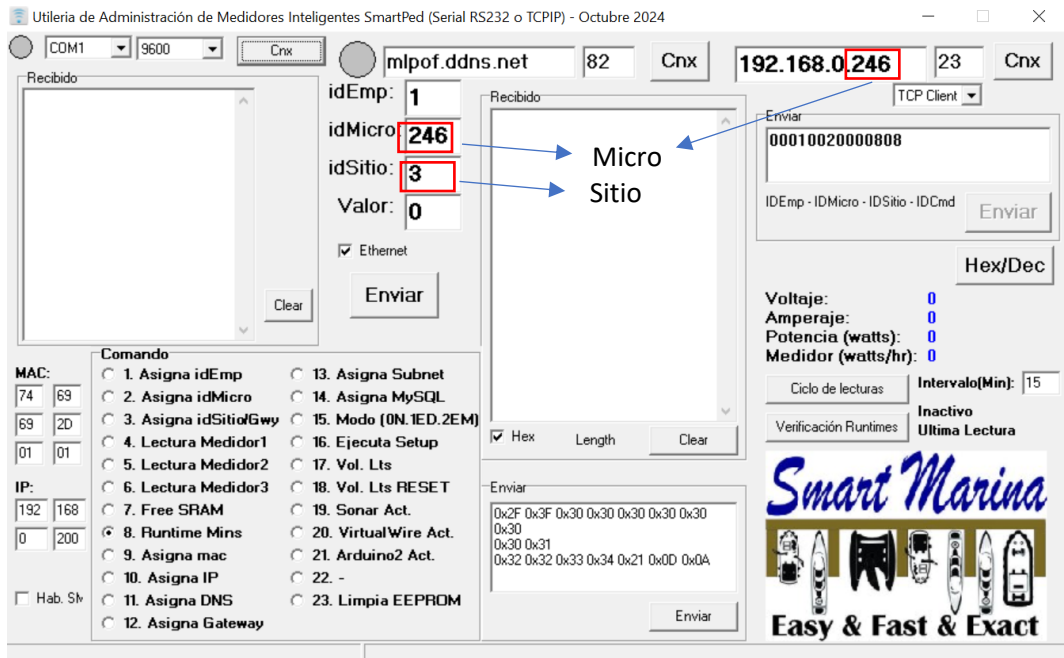 Utileria de Administración de Medidores Inteligentes SmartPed (Serial RS232 o TCPIP) - Octubre 2024
COM1 9600 Cnx
mlpof.ddns.net 82 Cnx
192.168.0.246 23 Cnx
TCP Client
Recibido
Clear
idEmp: 1
idMicro: 246
idSitio: 3
Valor: 0
Ethernet
Enviar
Recibido
Micro
Sitio
Hex Length Clear
Enviar
00010020000808
IDEmp - IDMicro - IDSitio - IDCmd
Enviar
Hex/Dec
Voltaje: 0
Amperaje: 0
Potencia (watts): 0
Medidor (watts/hr): 0
Ciclo de lecturas Intervalo(Min): 15
Verificación Runtimes
Inactivo
Ultima Lectura
MAC:
74 69
69 2D
01 01
IP:
192 168
0 200
Hab. SM
Comando
1. Asigna idEmp
2. Asigna idMicro
3. Asigna idSitio/Gwy
4. Lectura Medidor1
5. Lectura Medidor2
6. Lectura Medidor3
7. Free SRAM
8. Runtime Mins
9. Asigna mac
10. Asigna IP
11. Asigna DNS
12. Asigna Gateway
13. Asigna Subnet
14. Asigna MySQL
15. Modo (0N.1ED.2EM)
16. Ejecuta Setup
17. Vol. Lts
18. Vol. Lts RESET
19. Sonar Act.
20. VirtualWire Act.
21. Arduino2 Act.
22. -
23. Limpia EEPROM
Enviar
0x2F 0x3F 0x30 0x30 0x30 0x30 0x30
0x30
0x30 0x31
0x32 0x32 0x33 0x34 0x21 0x0D 0x0A
Enviar
Smart Marina
Easy & Fast & Exact